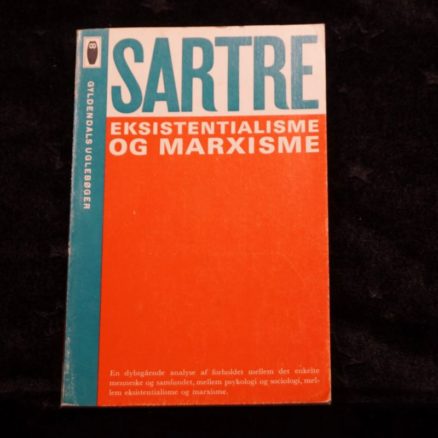 SARTRE
EKSISTENTIALISME
OG MARXISME
GYLDENDALS UGLEBØGER
En dybtgående analyse af forholdet mellem det enkelte
menneske og samfundet, mellem psykologi og sociologi, mel-
lem eksistentialisme og marxisme.